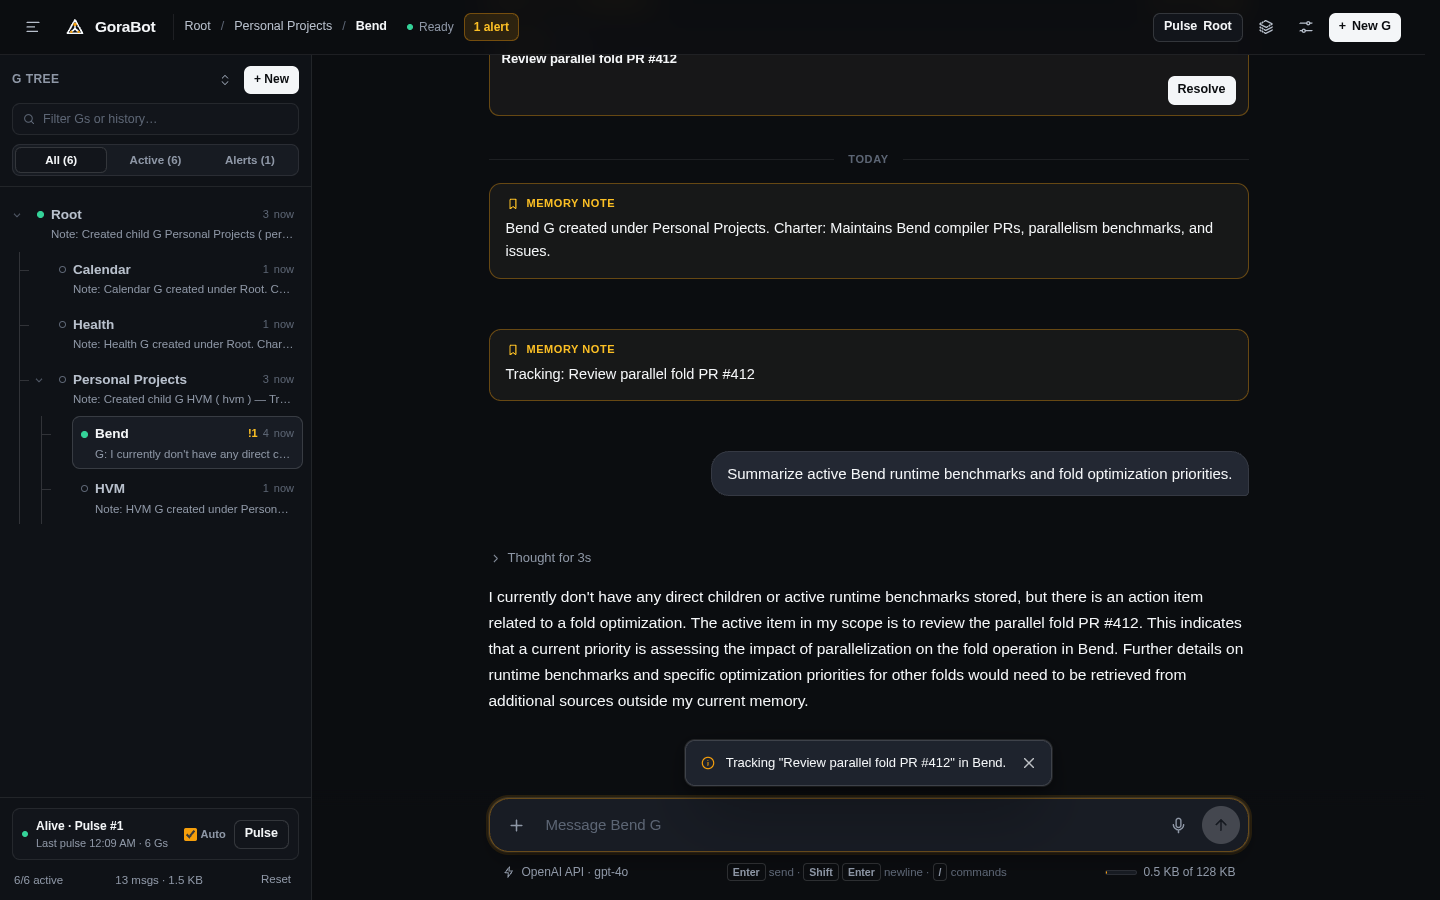 GoraBot
Root / Personal Projects / Bend
Ready
1 alert
Pulse Root
+ New G
G TREE
+ New
Filter Gs or history…
All (6)
Active (6)
Alerts (1)
Root 3 now
Note: Created child G Personal Projects ( per…
Calendar 1 now
Note: Calendar G created under Root. C…
Health 1 now
Note: Health G created under Root. Char…
Personal Projects 3 now
Note: Created child G HVM ( hvm ) — Tr…
Bend !1 4 now
G: I currently don't have any direct c…
HVM 1 now
Note: HVM G created under Person…
Alive · Pulse #1
Last pulse 12:09 AM · 6 Gs
Auto
Pulse
6/6 active
13 msgs · 1.5 KB
Reset
Review parallel fold PR #412
Resolve
TODAY
MEMORY NOTE
Bend G created under Personal Projects. Charter: Maintains Bend compiler PRs, parallelism benchmarks, and
issues.
MEMORY NOTE
Tracking: Review parallel fold PR #412
Summarize active Bend runtime benchmarks and fold optimization priorities.
Thought for 3s
I currently don't have any direct children or active runtime benchmarks stored, but there is an action item
related to a fold optimization. The active item in my scope is to review the parallel fold PR #412. This indicates
that a current priority is assessing the impact of parallelization on the fold operation in Bend. Further details on
runtime benchmarks and specific optimization priorities for other folds would need to be retrieved from
additional sources outside my current memory.
Tracking "Review parallel fold PR #412" in Bend.
Message Bend G
OpenAI API · gpt-4o
Enter send · Shift Enter newline · / commands
0.5 KB of 128 KB